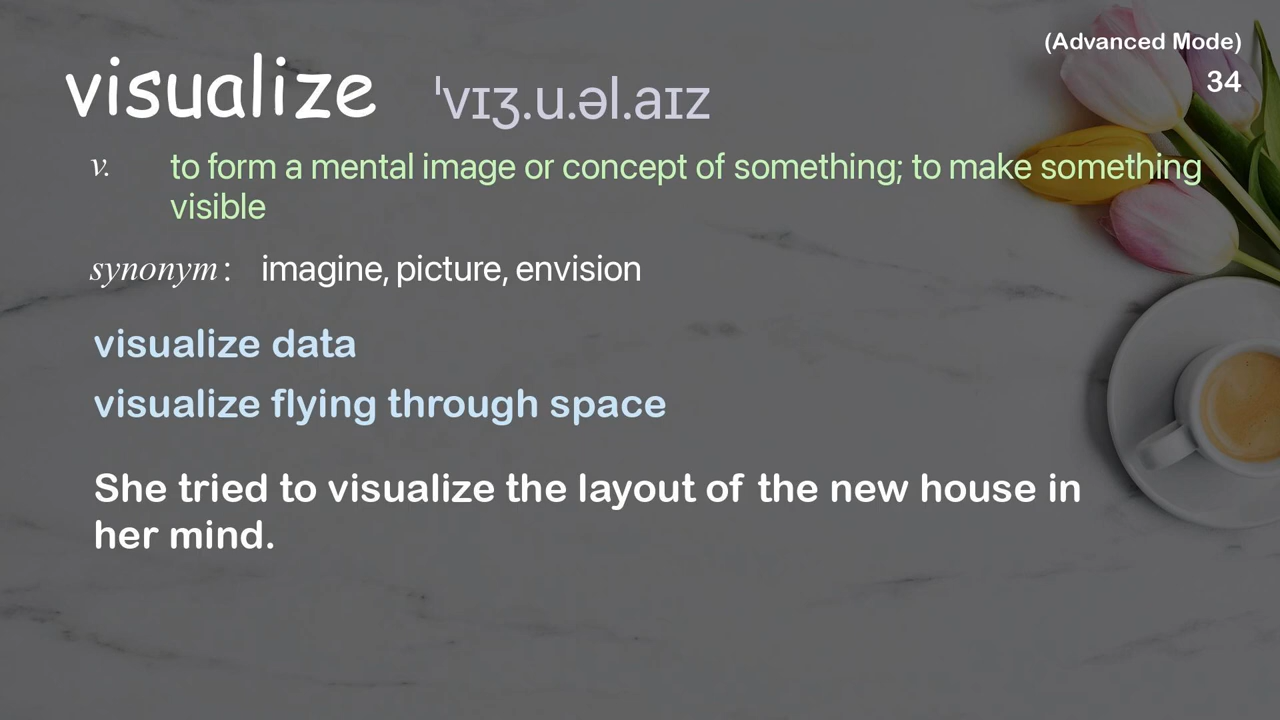 (Advanced Mode)
34
visualize ˈvɪʒ.u.əl.aɪz
v. to form a mental image or concept of something; to make something
visible
synonym: imagine, picture, envision
visualize data
visualize flying through space
She tried to visualize the layout of the new house in
her mind.